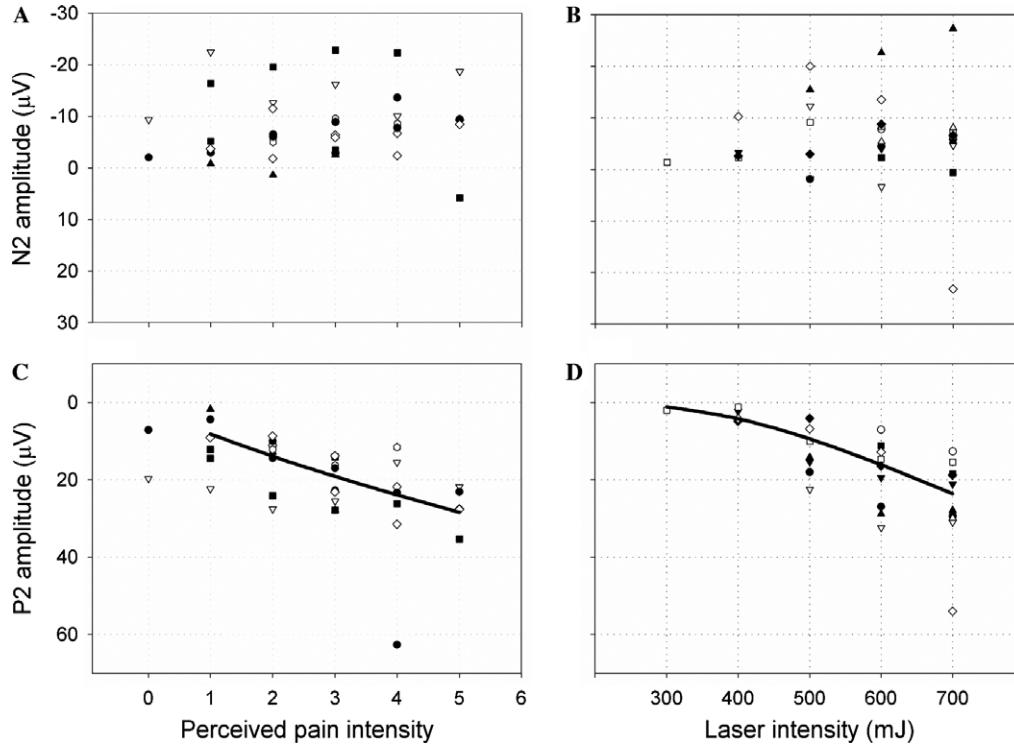 A
B
-30
-20
-10
0
10
20
30
N2 amplitude (μV)
C
D
0
20
40
60
P2 amplitude (μV)
0 1 2 3 4 5 6
300 400 500 600 700
Perceived pain intensity
Laser intensity (mJ)